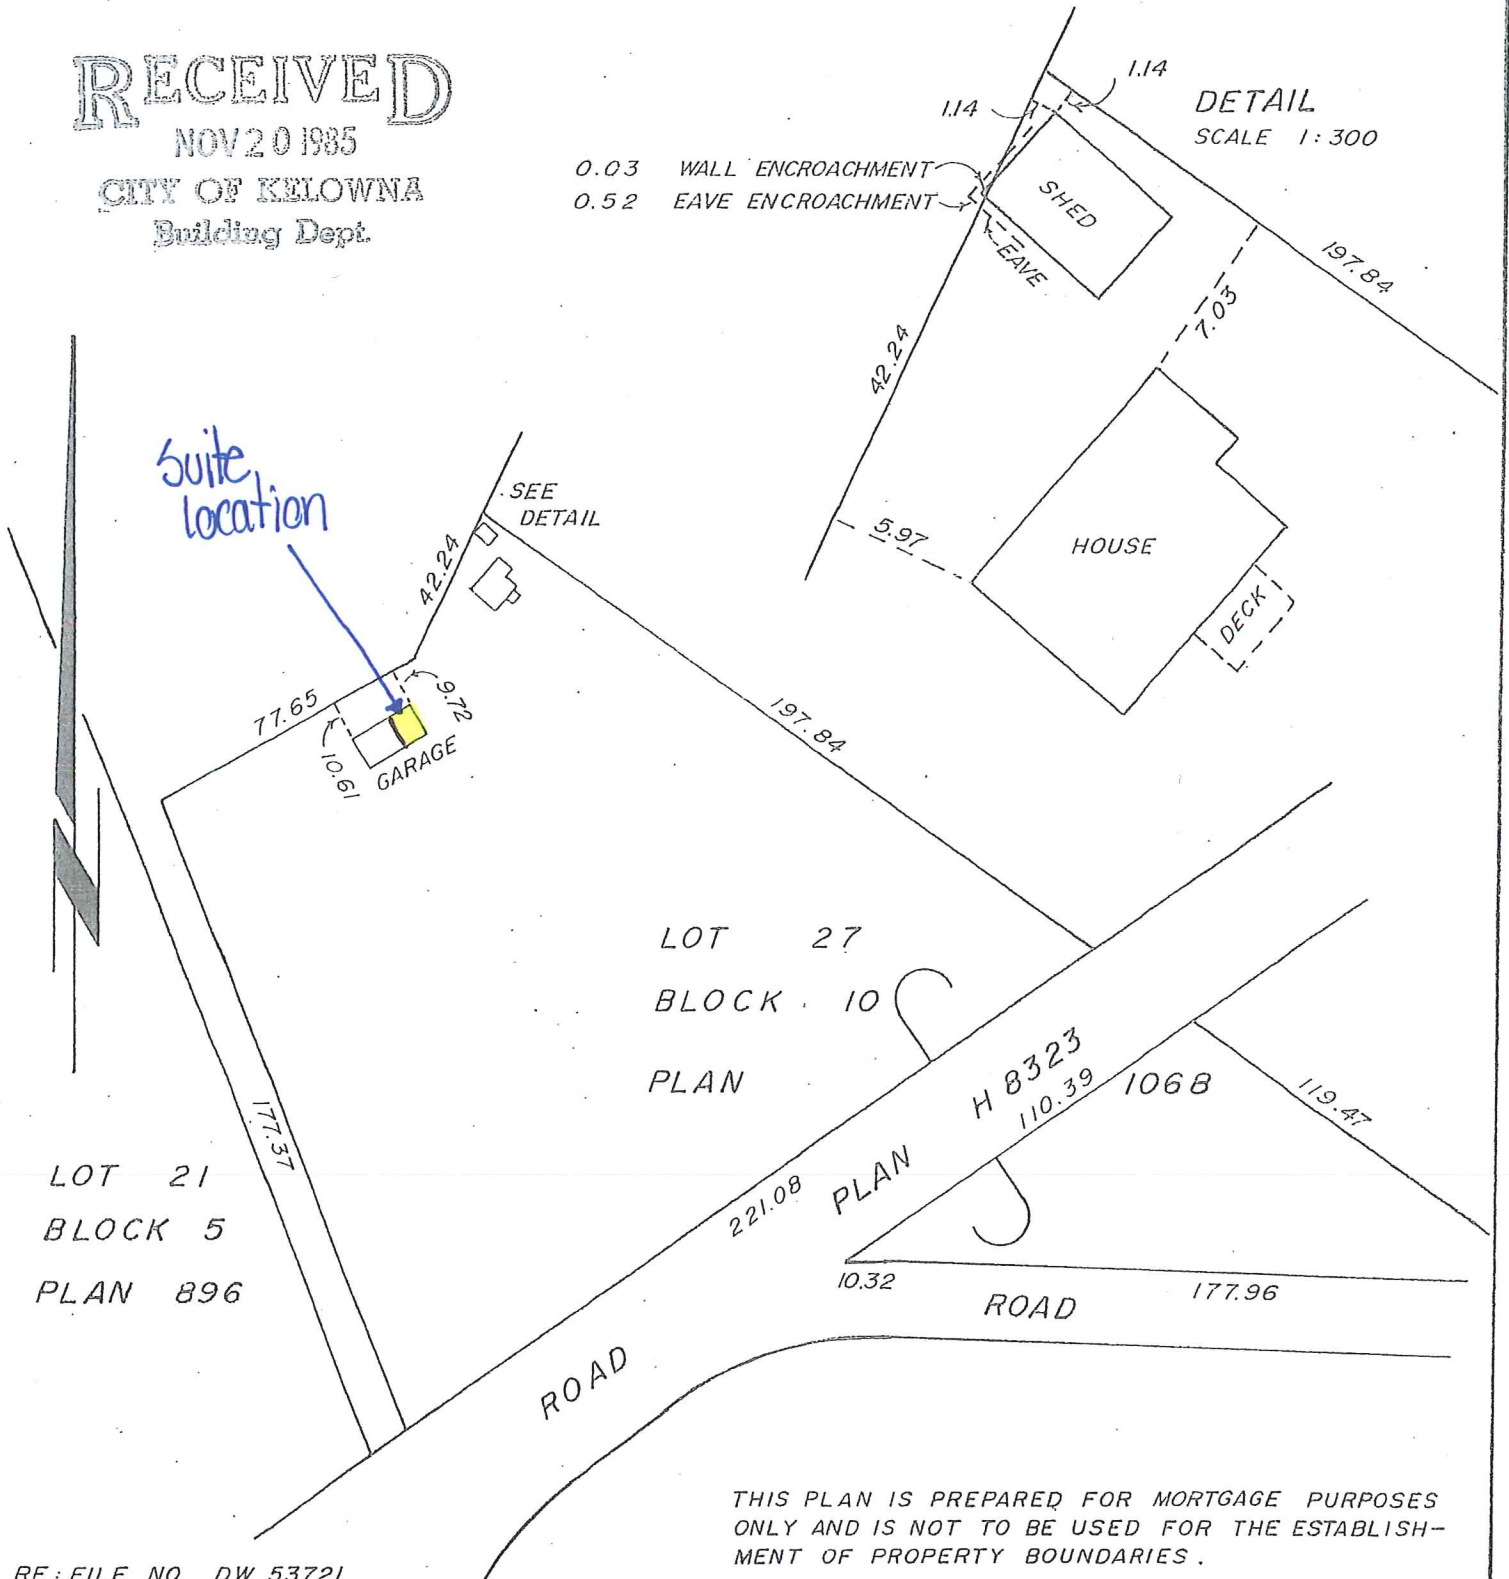 RECEIVED
NOV 20 1985
CITY OF KELOWNA
Building Dept.
1.14
1.14
DETAIL
SCALE 1:300
0.03 WALL ENCROACHMENT
0.52 EAVE ENCROACHMENT
SHED
EAVE
197.84
7.03
42.24
5.97
HOUSE
DECK
Suite
location
SEE
DETAIL
42.24
77.65
9.72
10.61
GARAGE
197.84
LOT 27
BLOCK 10
PLAN
1068
PLAN H 8323
110.39
119.47
177.37
LOT 21
BLOCK 5
PLAN 896
221.08
10.32
177.96
ROAD
ROAD
THIS PLAN IS PREPARED FOR MORTGAGE PURPOSES
ONLY AND IS NOT TO BE USED FOR THE ESTABLISH-
MENT OF PROPERTY BOUNDARIES.
RE: FILE NO. DW 53721